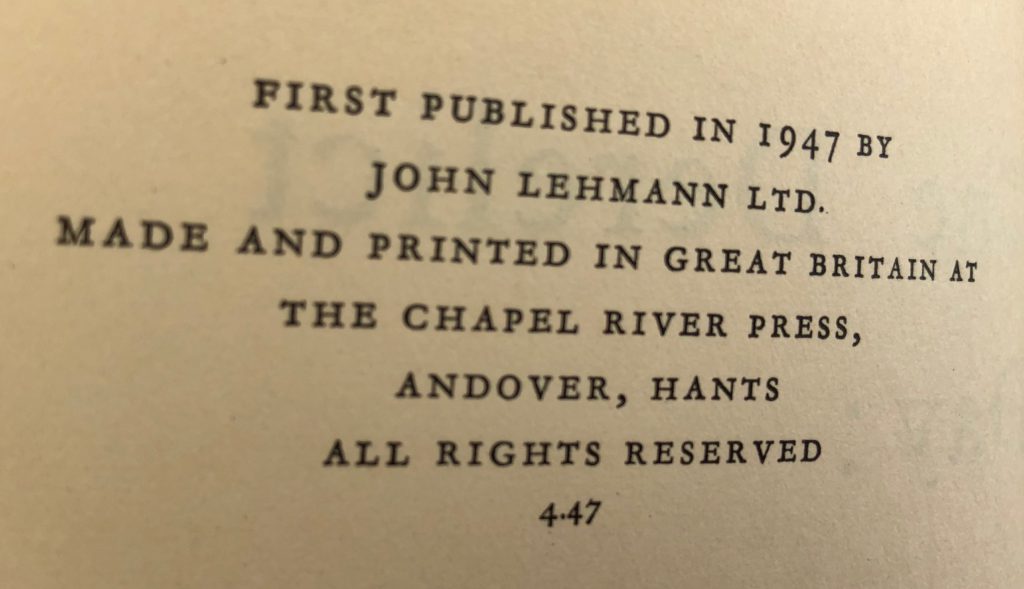 FIRST PUBLISHED IN 1947 BY
JOHN LEHMANN LTD.
MADE AND PRINTED IN GREAT BRITAIN AT
THE CHAPEL RIVER PRESS,
ANDOVER, HANTS
ALL RIGHTS RESERVED
4·47